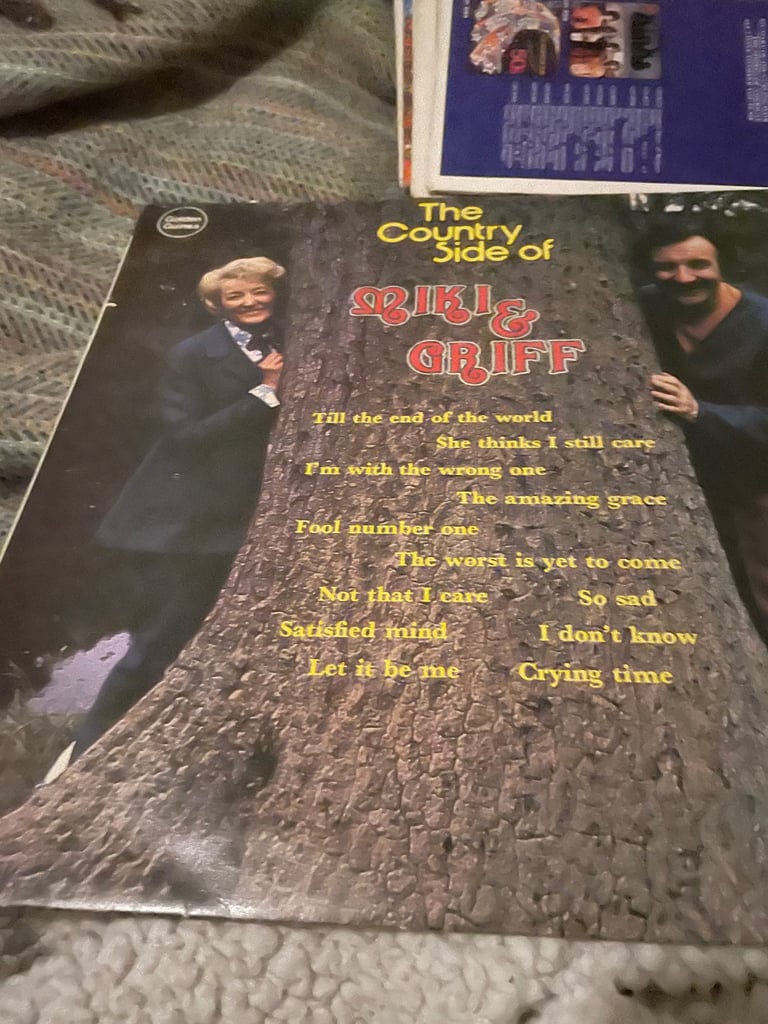 Golden
Guinea
The
Country
Side of
MIKI &
GRIFF
Till the end of the world
She thinks I still care
I'm with the wrong one
The amazing grace
Fool number one
The worst is yet to come
Not that I care So sad
Satisfied mind I don't know
Let it be me Crying time